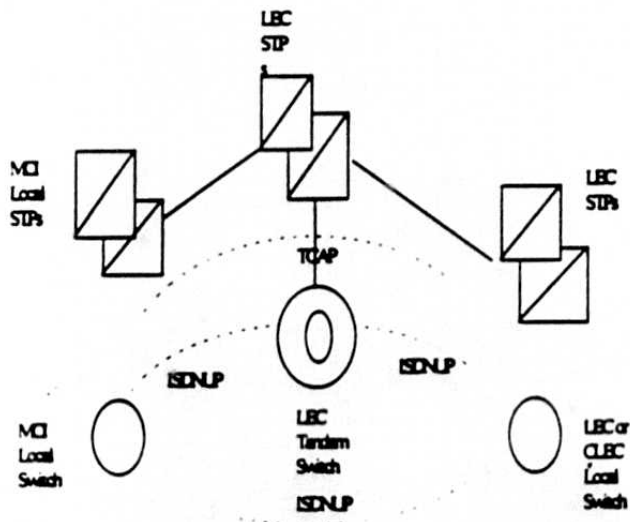 LEC
STP
s
MCI
Local
STPs
LEC
STPs
TCAP
ISDNUP
ISDNUP
MCI
Local
Switch
LEC
Tandem
Switch
LEC or
CLEC
Local
Switch
ISDNUP